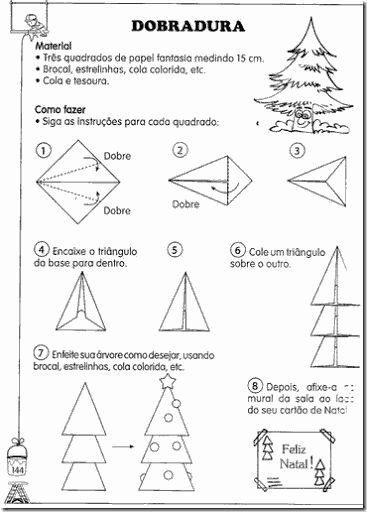 DOBRADURA
Material
• Três quadrados de papel fantasia medindo 15 cm.
• Brocal, estrelinhas, cola colorida, etc.
• Cola e tesoura.
Como fazer
• Siga as instruções para cada quadrado:
1
Dobre
Dobre
2
Dobre
3
4 Encaixe o triângulo
da base para dentro.
5
6 Cole um triângulo
sobre o outro.
7 Enfeite sua árvore como desejar, usando
brocal, estrelinhas, cola colorida, etc.
8 Depois, afixe-a
mural da sala ao
do seu cartão de Natal
Feliz
Natal!
144